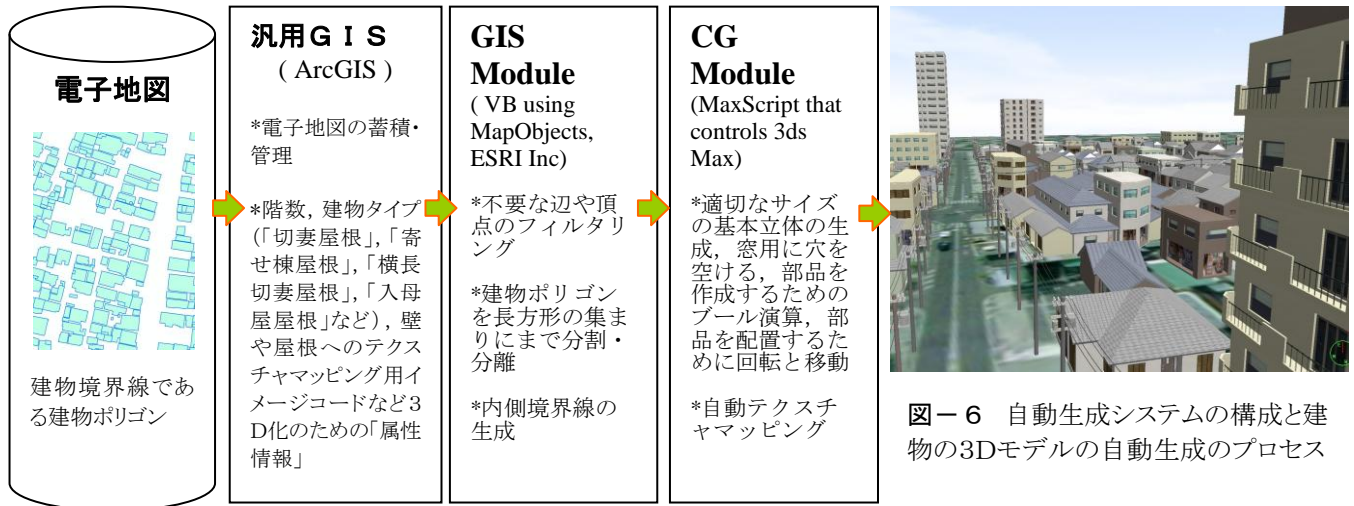 電子地図
建物境界線であ
る建物ポリゴン
汎用GIS
( ArcGIS )
*電子地図の蓄積・
管理
*階数，建物タイプ
(「切妻屋根」，「寄
せ棟屋根」，「横長
切妻屋根」，「入母
屋屋根」など)，壁
や屋根へのテクス
チャマッピング用イ
メージコードなど３
Ｄ化のための「属性
情報」
GIS
Module
( VB using
MapObjects,
ESRI Inc)
*不要な辺や頂
点のフィルタリ
ング
*建物ポリゴン
を長方形の集ま
りにまで分割・
分離
*内側境界線の
生成
CG
Module
(MaxScript that
controls 3ds
Max)
*適切なサイズ
の基本立体の生
成，窓用に穴を
空ける，部品を
作成するための
ブール演算，部
品を配置するた
めに回転と移動
*自動テクスチ
ャマッピング
図－６　自動生成システムの構成と建
物の3Dモデルの自動生成のプロセス